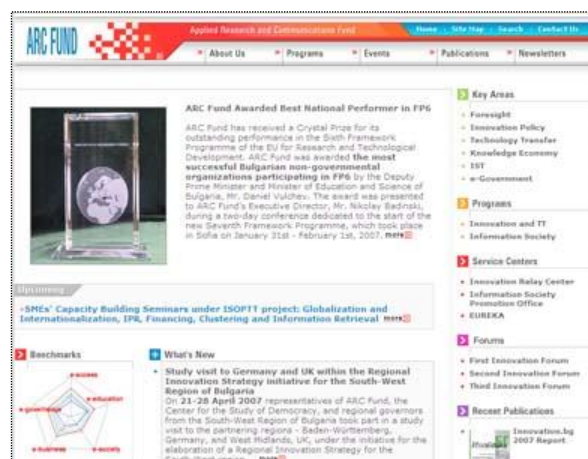 ARC FUND
Applied Research and Communications Fund
Home Site Map Search Contact Us
About Us Programs Events Publications Newsletters
ARC Fund Awarded Best National Performer in FP6
ARC Fund has received a Crystal Prize for its
outstanding performance in the Sixth Framework
Programme of the EU for Research and Technological
Development. ARC Fund was awarded the most
successful Bulgarian non-governmental
organizations participating in FP6 by the Deputy
Prime Minister and Minister of Education and Science of
Bulgaria, Mr. Daniel Vulchev. The award was presented
to ARC Fund's Executive Director, Mr. Nikolay Badinski,
during a two-day conference dedicated to the start of the
new Seventh Framework Programme, which took place
in Sofia on January 31st - February 1st, 2007. more
Upcoming
SMEs' Capacity Building Seminars under ISOPTT project: Globalization and
Internationalization, IPR, Financing, Clustering and Information Retrieval more
Benchmarks
e-access
e-education
e-governance
e-business
e-society
What's New
Study visit to Germany and UK within the Regional
Innovation Strategy initiative for the South-West
Region of Bulgaria
On 21-28 April 2007 representatives of ARC Fund, the
Center for the Study of Democracy, and regional governors
from the South-West Region of Bulgaria took part in a study
visit to the partnering regions - Baden-Württemberg,
Germany, and West Midlands, UK, under the initiative for the
elaboration of a Regional Innovation Strategy for the
South-West region. more
Key Areas
Foresight
Innovation Policy
Technology Transfer
Knowledge Economy
IST
e-Government
Programs
Innovation and TT
Information Society
Service Centers
Innovation Relay Center
Information Society
Promotion Office
EUREKA
Forums
First Innovation Forum
Second Innovation Forum
Third Innovation Forum
Recent Publications
Innovation.bg
2007 Report